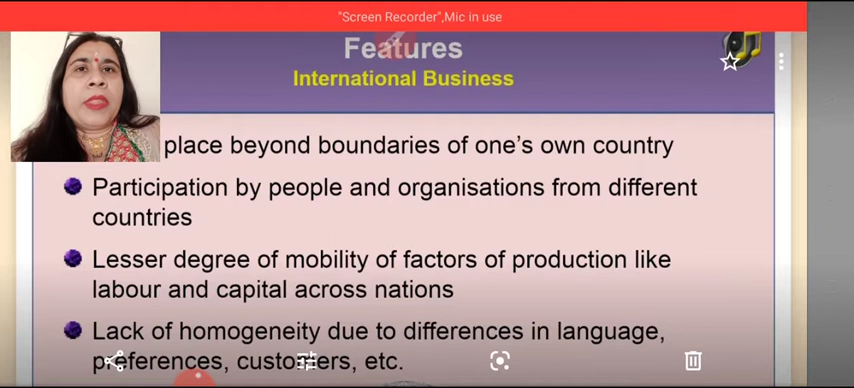 "Screen Recorder",Mic in use
Features
International Business
place beyond boundaries of one's own country
Participation by people and organisations from different
countries
Lesser degree of mobility of factors of production like
labour and capital across nations
Lack of homogeneity due to differences in language,
preferences, customers, etc.